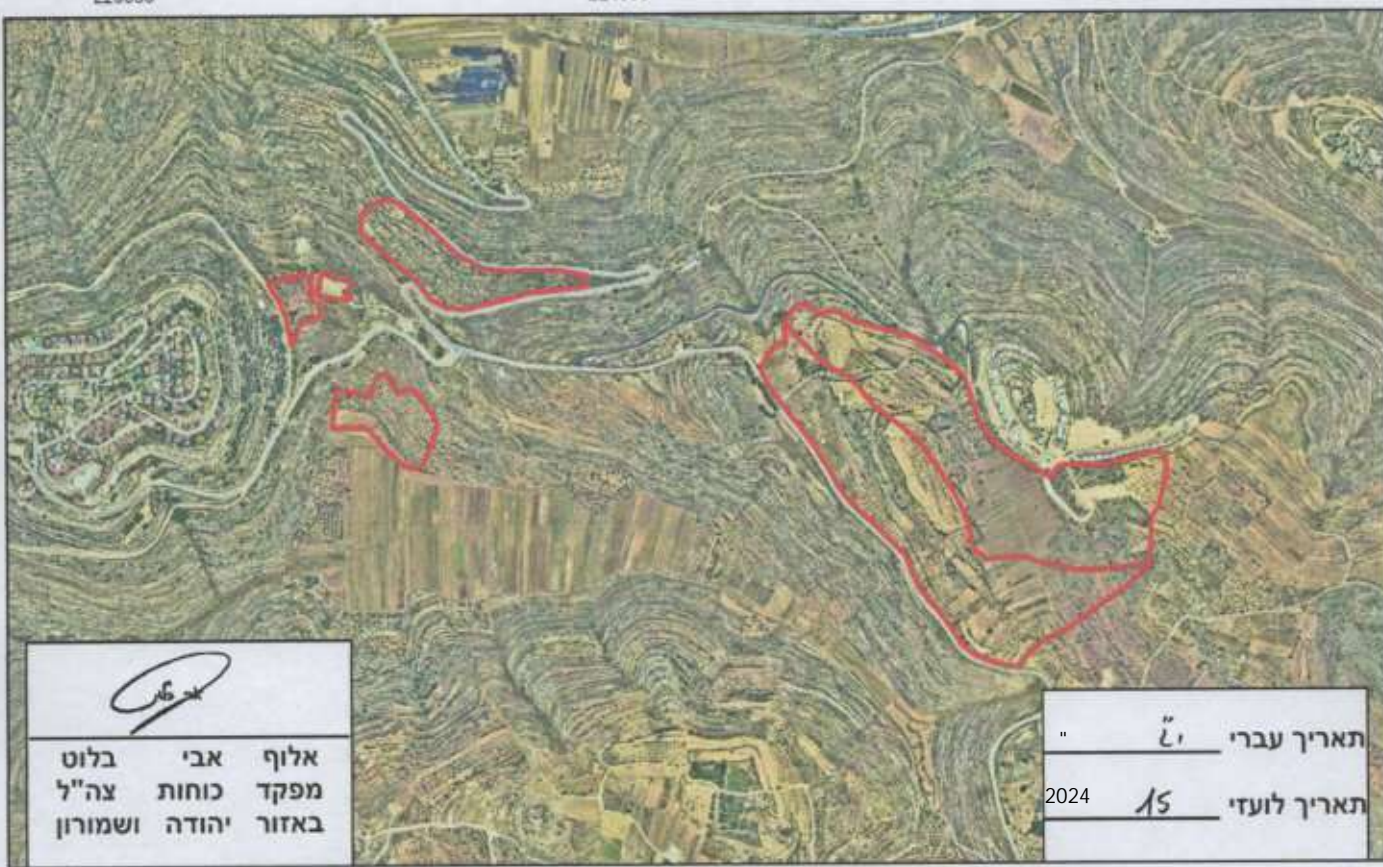 אלוף אבי בלוט
מפקד כוחות צה"ל
באזור יהודה ושמורון
תאריך עברי
תאריך לועזי 15 2024